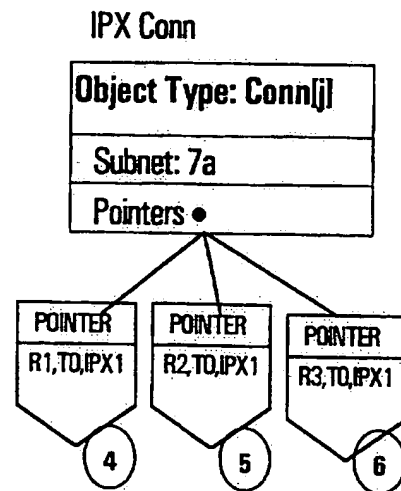 IPX Conn
Object Type: Conn[j]
Subnet: 7a
Pointers
POINTER POINTER POINTER
R1,TO,IPX1 R2,TO,IPX1 R3,TO,IPX1
4 5 6